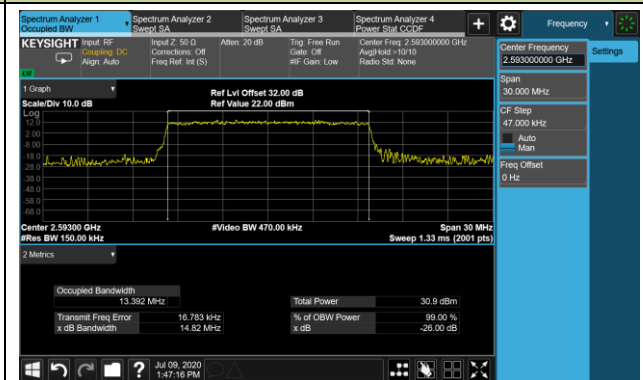 Spectrum Analyzer 1
Occupied BW
Spectrum Analyzer 2
Swept SA
Spectrum Analyzer 3
Swept SA
Spectrum Analyzer 4
Power Stat CCDF
+
Frequency
KEYSIGHT
Input: RF
Coupling: DC
Align: Auto
Input Z: 50 Ω
Corrections: Off
Freq Ref: Int (S)
Atten: 20 dB
Trig: Free Run
Gate: Off
#IF Gain: Low
Center Freq: 2.593000000 GHz
Avg|Hold:>10/10
Radio Std: None
Center Frequency
2.593000000 GHz
Settings
Span
30.000 MHz
CF Step
47.000 kHz
Auto
Man
Freq Offset
0 Hz
1 Graph
Scale/Div 10.0 dB
Ref Lvl Offset 32.00 dB
Ref Value 22.00 dBm
Log
12.0
2.00
-8.00
-18.0
-28.0
-38.0
-48.0
-58.0
-68.0
Center 2.59300 GHz
#Res BW 150.00 kHz
#Video BW 470.00 kHz
Span 30 MHz
Sweep 1.33 ms (2001 pts)
2 Metrics
Occupied Bandwidth
13.392 MHz
Total Power 30.9 dBm
Transmit Freq Error 16.783 kHz
% of OBW Power 99.00 %
x dB Bandwidth 14.82 MHz
x dB -26.00 dB
?
Jul 09, 2020
1:47:16 PM